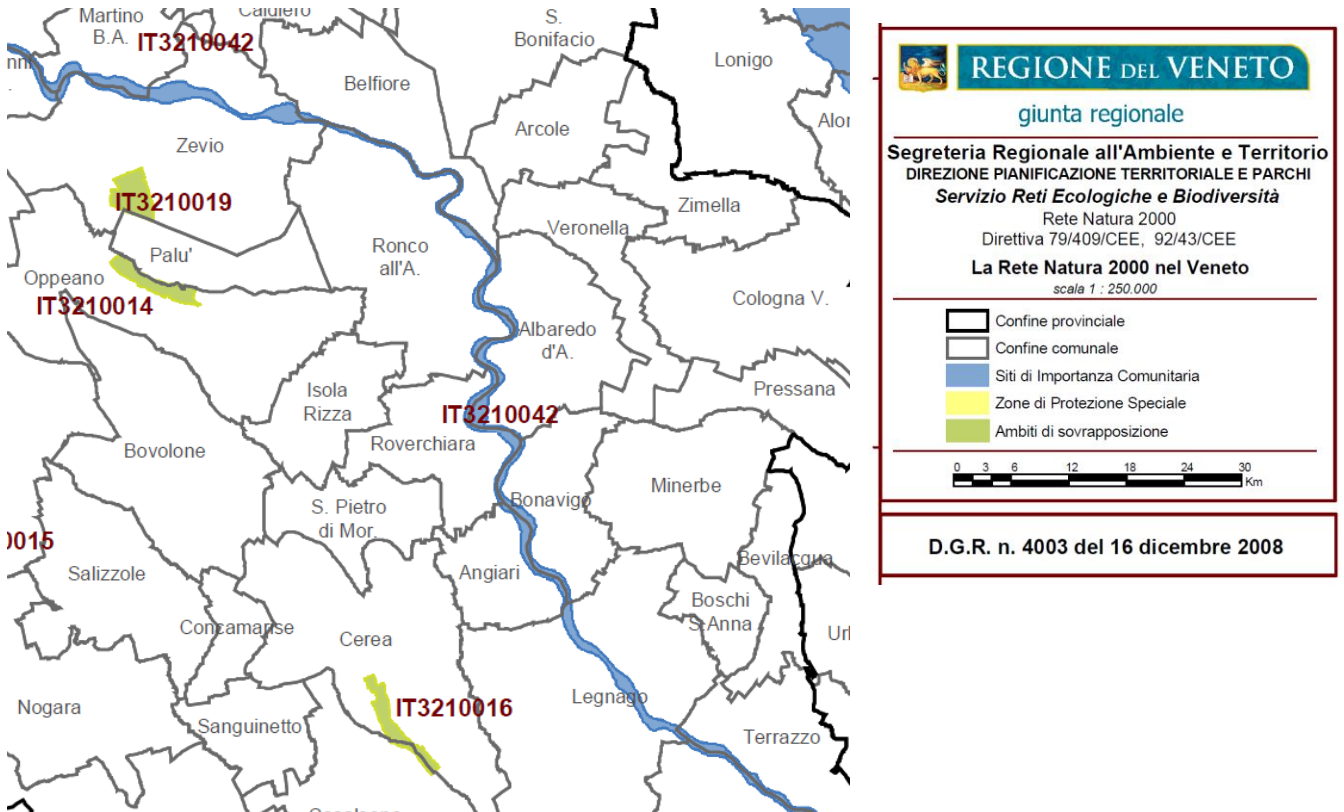 Martino
B.A.
IT3210042
Caldiero
S.
Bonifacio
Lonigo
Belfiore
Arcole
Zevio
IT3210019
Zimella
Veronella
Palu'
Ronco
all'A.
Oppeano
IT3210014
Cologna V.
Albaredo
d'A.
Isola
Rizza
Pressana
IT3210042
Roverchiara
Bovolone
Minerbe
S. Pietro
di Mor.
Bonavigo
0015
Bevilacqua
Salizzole
Angiari
Boschi
S.Anna
Concamarise
Cerea
Legnago
IT3210016
Nogara
Sanguinetto
Terrazzo
REGIONE DEL VENETO
giunta regionale
Segreteria Regionale all'Ambiente e Territorio
DIREZIONE PIANIFICAZIONE TERRITORIALE E PARCHI
Servizio Reti Ecologiche e Biodiversità
Rete Natura 2000
Direttiva 79/409/CEE, 92/43/CEE
La Rete Natura 2000 nel Veneto
scala 1 : 250.000
Confine provinciale
Confine comunale
Siti di Importanza Comunitaria
Zone di Protezione Speciale
Ambiti di sovrapposizione
0 3 6 12 18 24 30
Km
D.G.R. n. 4003 del 16 dicembre 2008